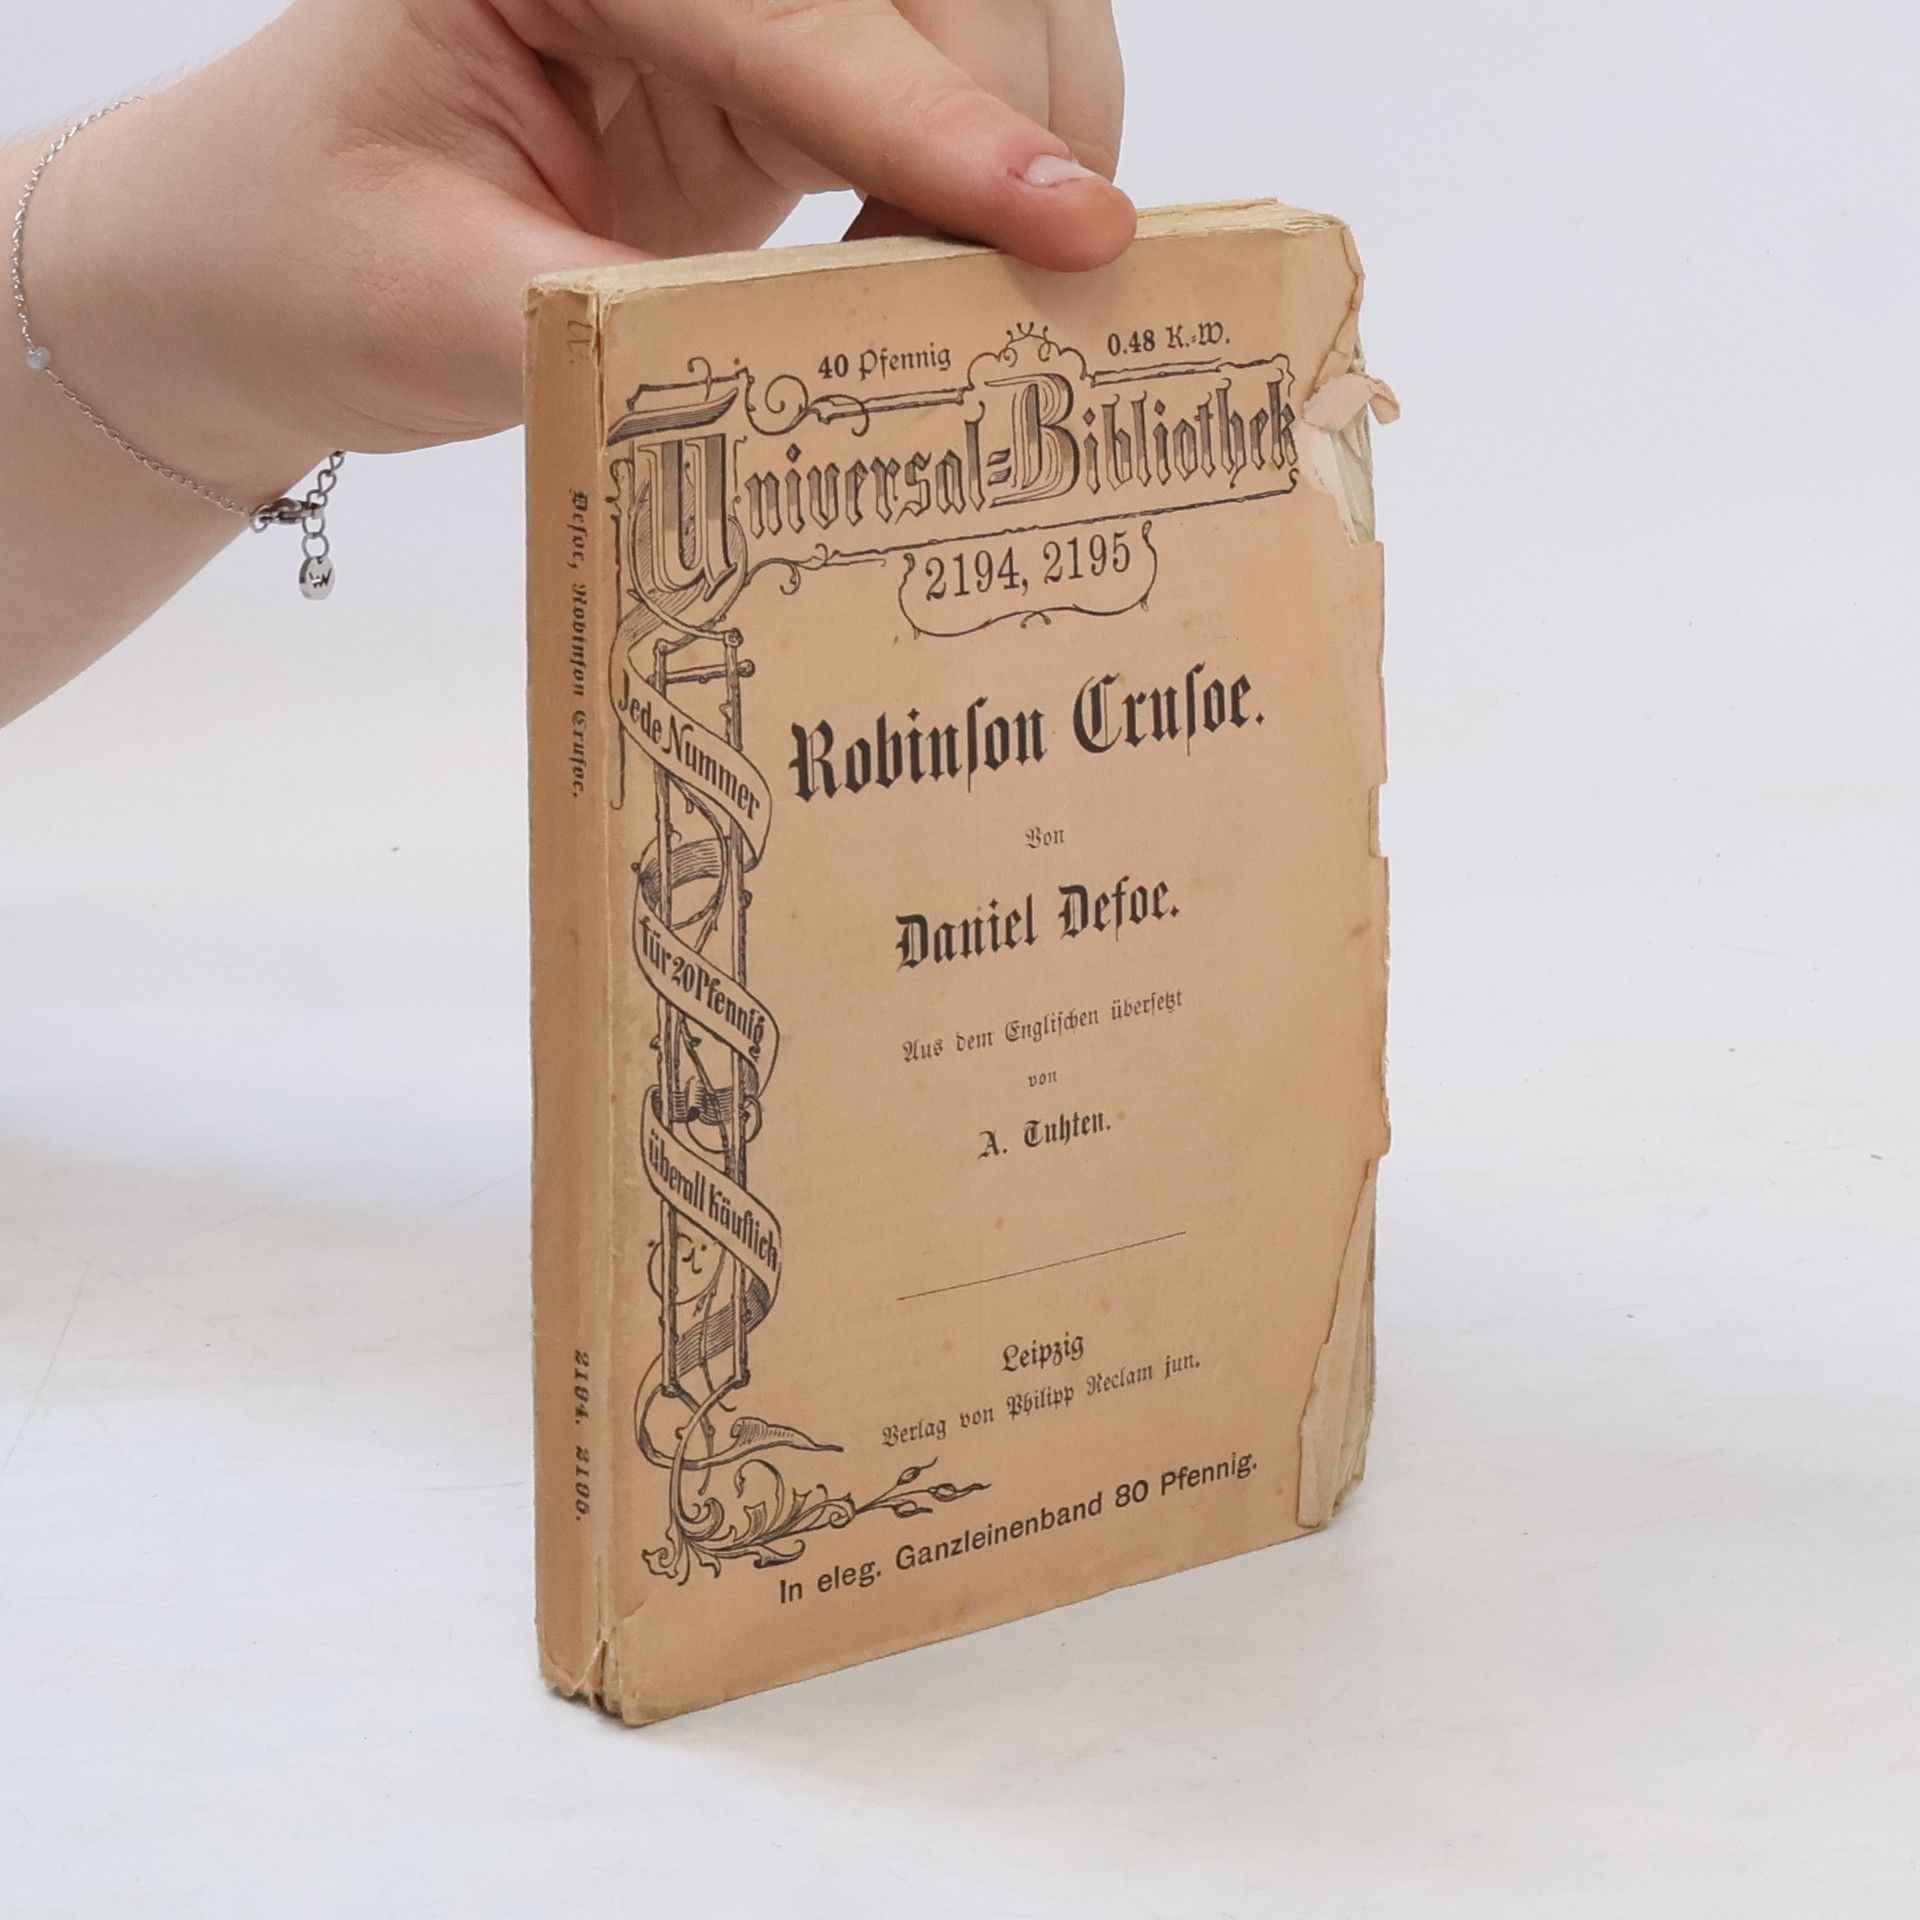 40 Pfennig 0.48 K.=W.
Universal=Bibliothek
2194, 2195
Jede Nummer
für 20 Pfennig
überall käuflich
Robinſon Cruſoe.
Von
Daniel Defoe.
Aus dem Engliſchen überſetzt
von
A. Tuhten.
Leipzig
Verlag von Philipp Reclam jun.
In eleg. Ganzleinenband 80 Pfennig.
Defoe, Robinſon Cruſoe.
2194. 2195.